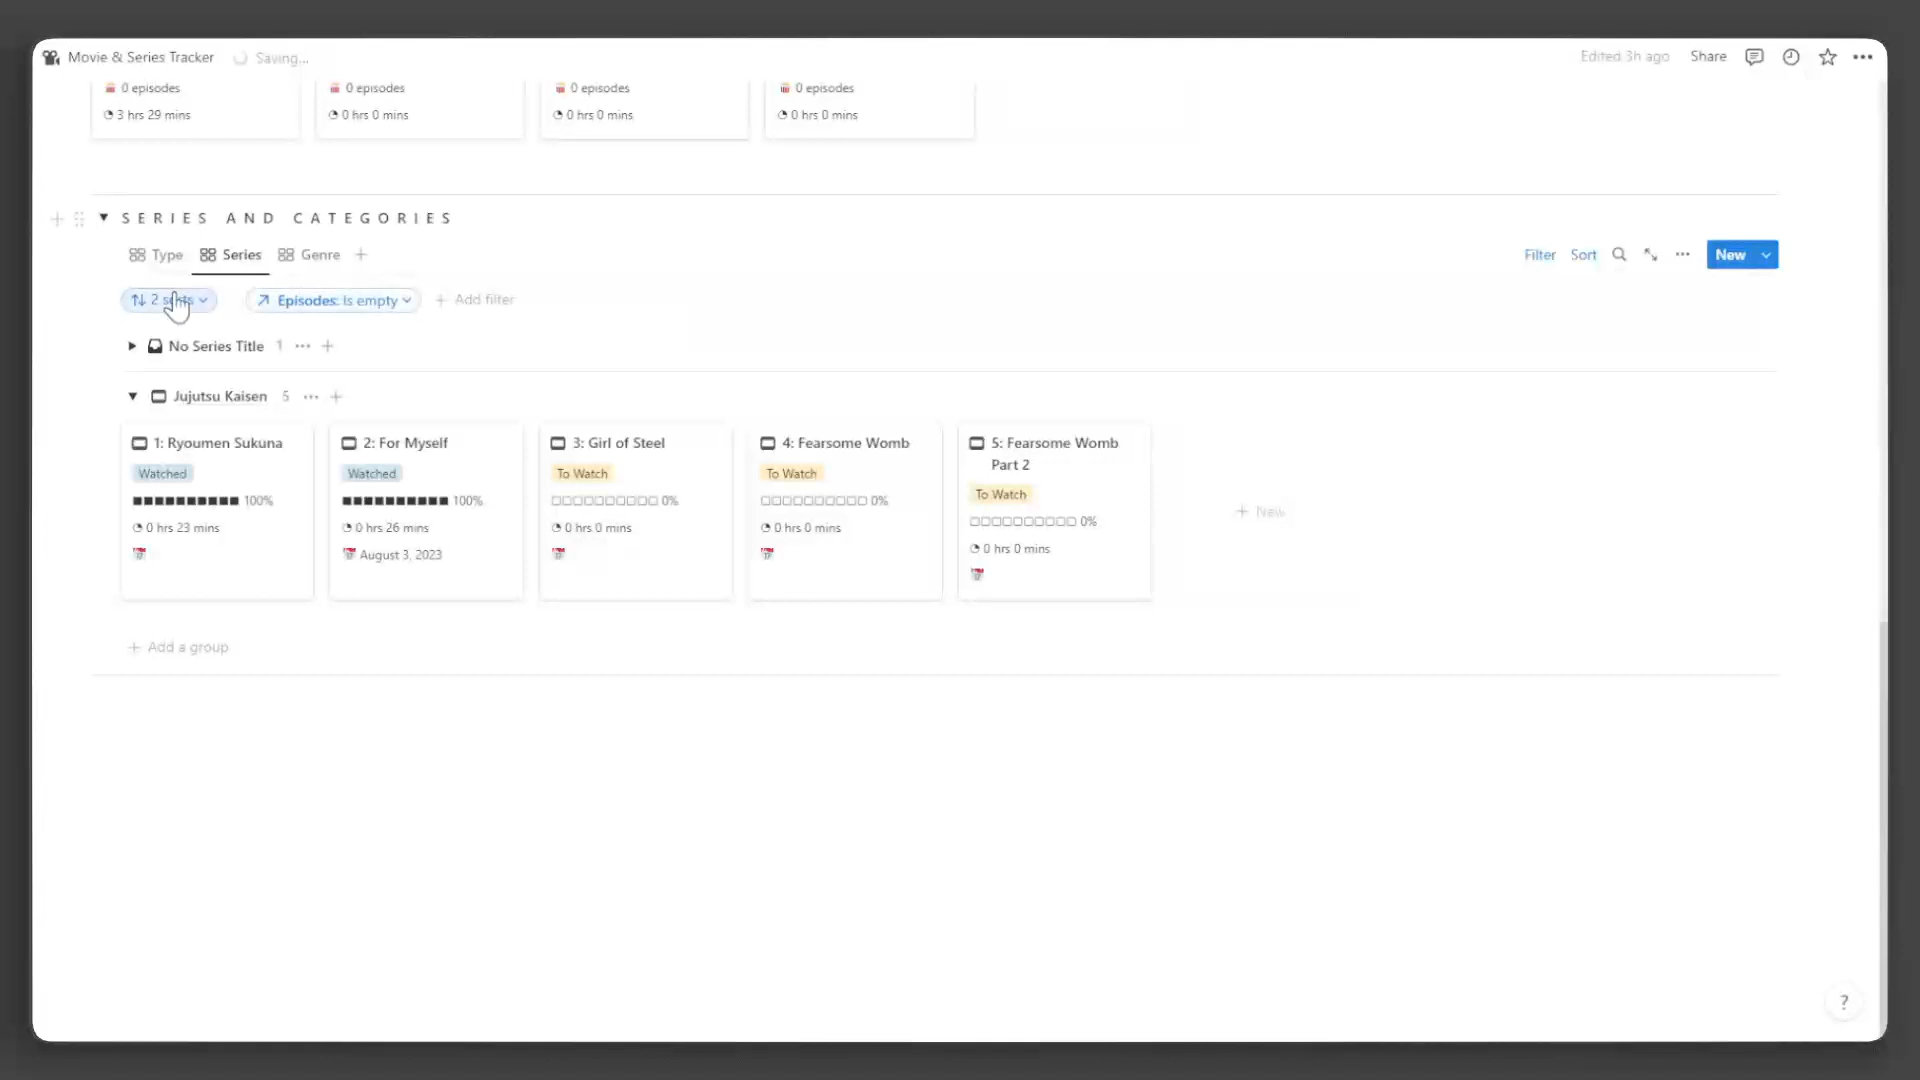 Movie & Series Tracker Saving... Edited 3h ago Share
0 episodes 0 episodes 0 episodes 0 episodes
3 hrs 29 mins 0 hrs 0 mins 0 hrs 0 mins 0 hrs 0 mins
SERIES AND CATEGORIES
Type Series Genre Filter Sort New
2 sorts Episodes: Is empty Add filter
No Series Title 1
Jujutsu Kaisen 5
1: Ryoumen Sukuna
Watched
100%
0 hrs 23 mins
2: For Myself
Watched
100%
0 hrs 26 mins
August 3, 2023
3: Girl of Steel
To Watch
0%
0 hrs 0 mins
4: Fearsome Womb
To Watch
0%
0 hrs 0 mins
5: Fearsome Womb
Part 2
To Watch
0%
0 hrs 0 mins
New
Add a group
?